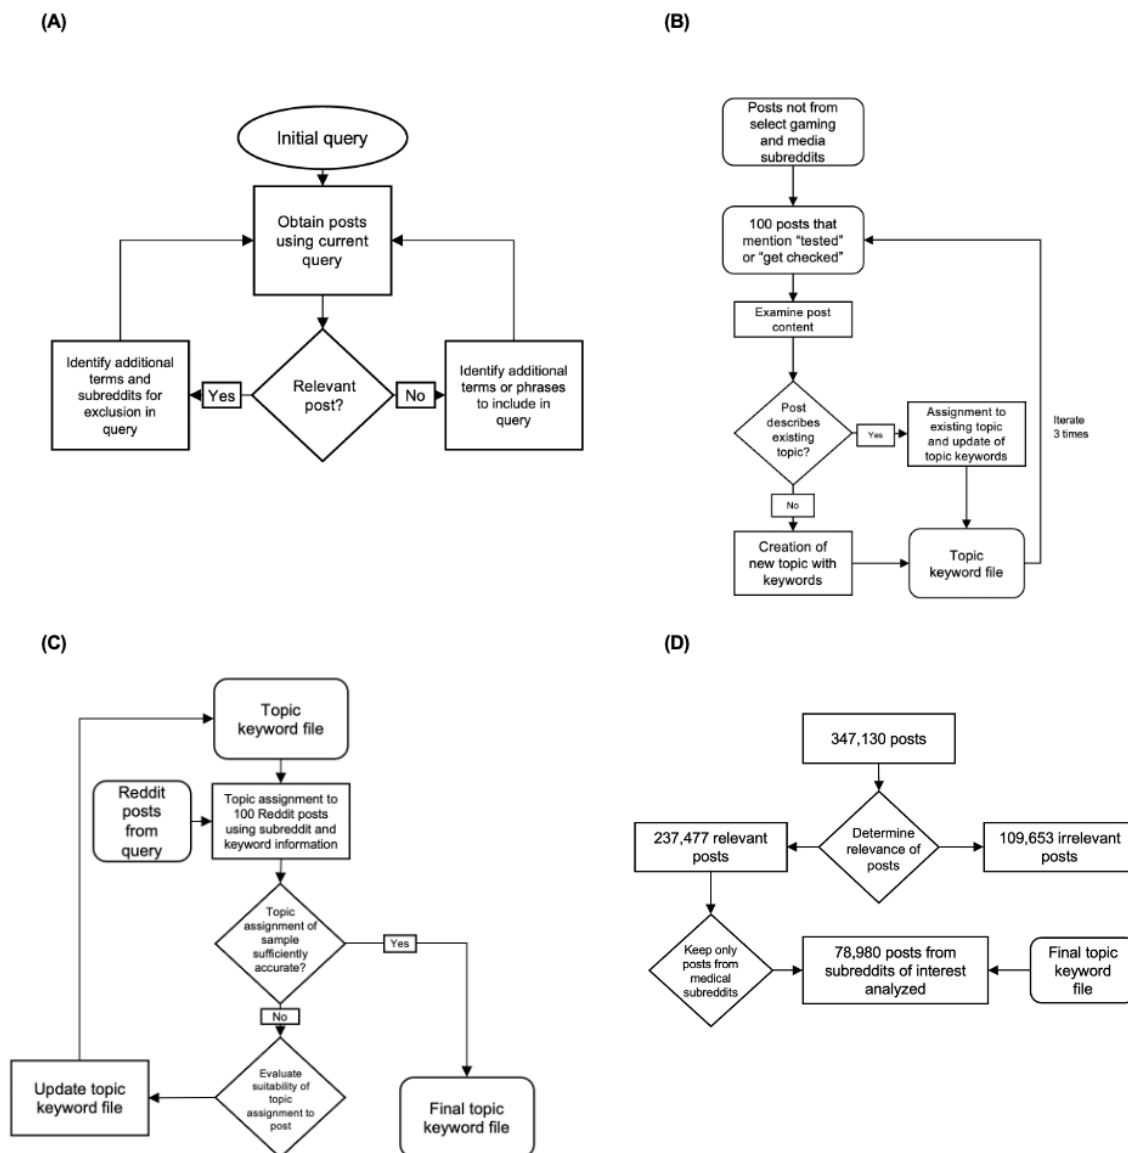 (A)
Initial query
Obtain posts
using current
query
Relevant
post?
Yes
No
Identify additional
terms and
subreddits for
exclusion in
query
Identify additional
terms or phrases
to include in
query
(B)
Posts not from
select gaming
and media
subreddits
100 posts that
mention “tested”
or “get checked”
Examine post
content
Post
describes
existing
topic?
Yes
Assignment to
existing topic
and update of
topic keywords
Iterate
3 times
No
Creation of
new topic with
keywords
Topic
keyword file
(C)
Topic
keyword file
Reddit
posts
from
query
Topic assignment to
100 Reddit posts
using subreddit and
keyword information
Topic
assignment of
sample
sufficiently
accurate?
Yes
No
Evaluate
suitability of
topic
assignment to
post
Update topic
keyword file
Final topic
keyword file
(D)
347,130 posts
Determine
relevance of
posts
237,477 relevant
posts
109,653 irrelevant
posts
Keep only
posts from
medical
subreddits
78,980 posts from
subreddits of interest
analyzed
Final topic
keyword file